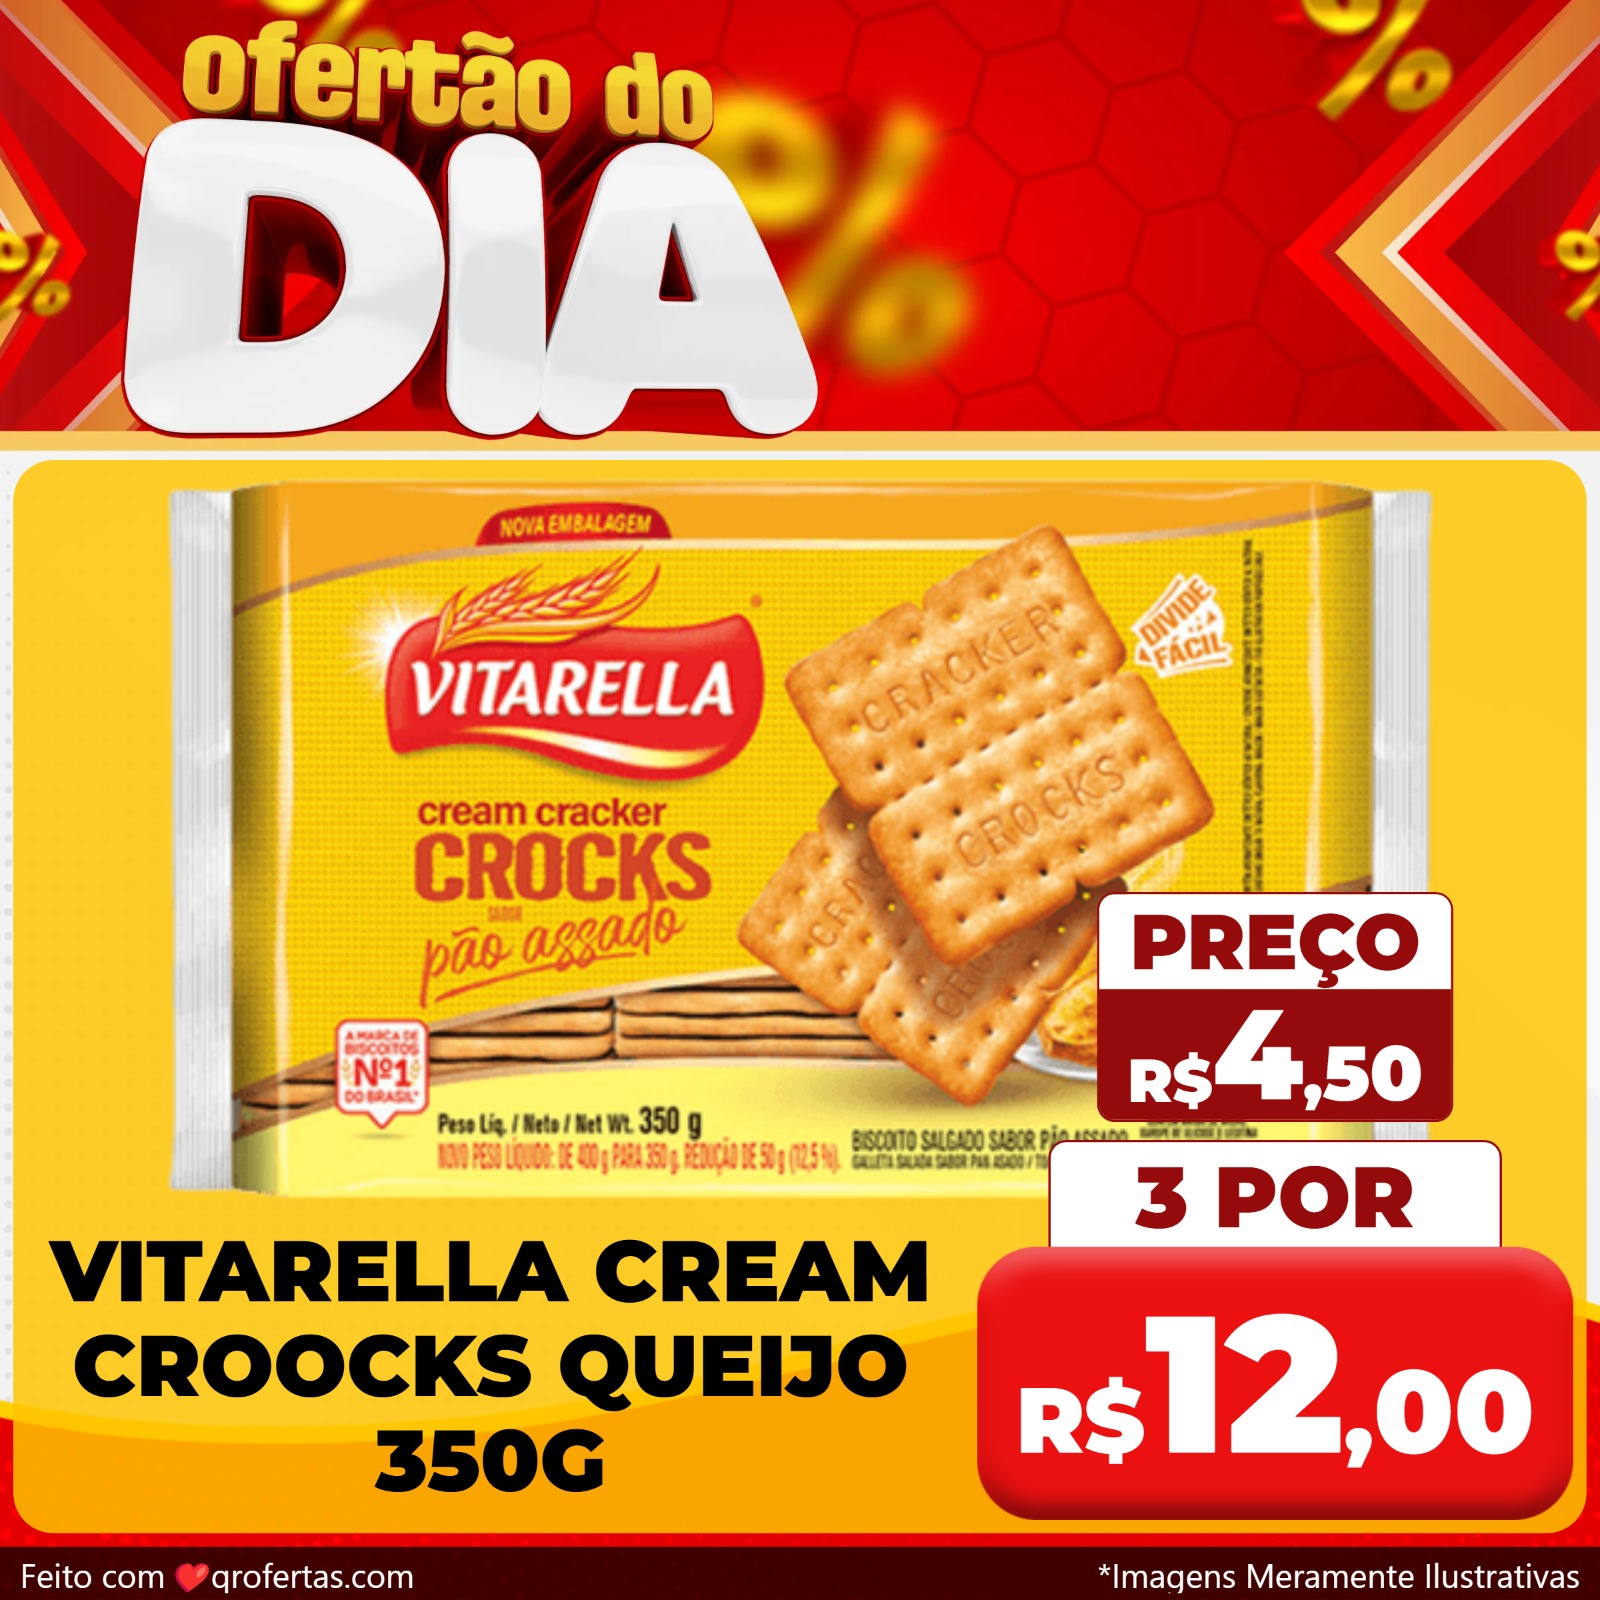 ofertão do
DIA
NOVA EMBALAGEM
VITARELLA
cream cracker
CROCKS
SABOR
pão assado
CRACKER
CROCKS
DIVIDE
FÁCIL
A MARCA DE
BISCOITOS
Nº1
DO BRASIL*
Peso Líq. / Neto / Net Wt. 350 g
NOVO PESO LÍQUIDO: DE 400 g PARA 350 g. REDUÇÃO DE 50 g (12,5 %).
BISCOITO SALGADO SABOR PÃO ASSADO
GALLETA SALADA SABOR PAN ASADO / TO
PREÇO
R$4,50
3 POR
R$12,00
VITARELLA CREAM
CROOCKS QUEIJO
350G
Feito com ❤qrofertas.com
*Imagens Meramente Ilustrativas